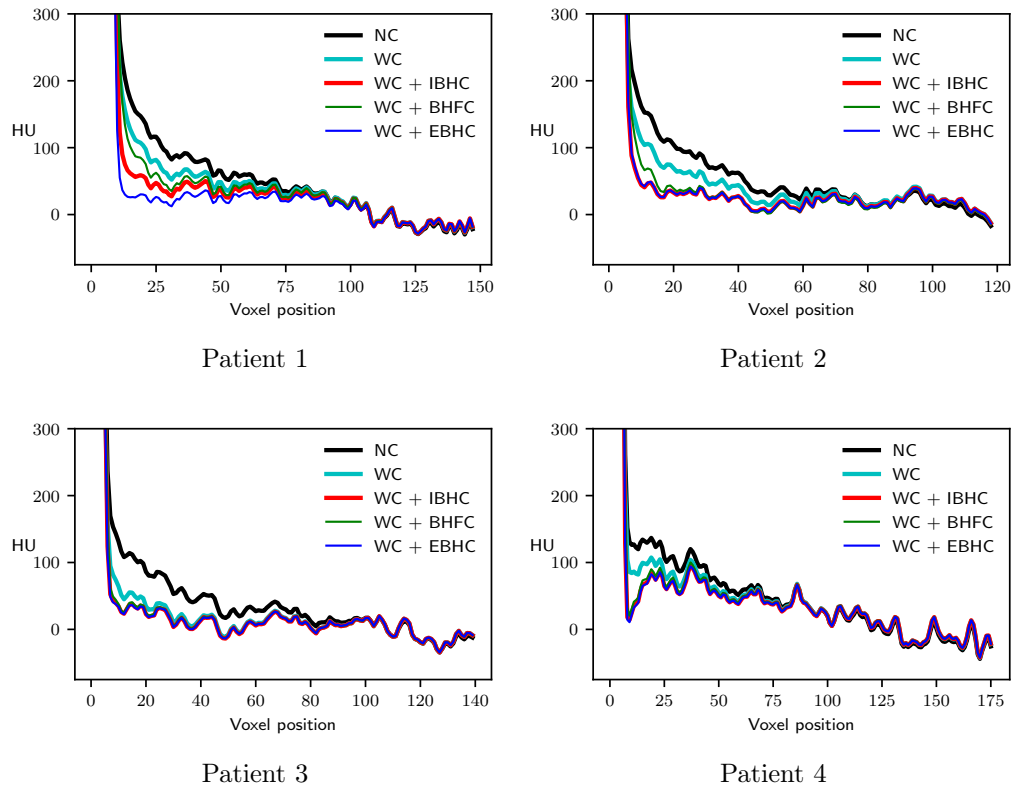 300
200
100
0
HU
NC
WC
WC + IBHC
WC + BHFC
WC + EBHC
0 25 50 75 100 125 150
Voxel position
Patient 1
300
200
100
0
HU
NC
WC
WC + IBHC
WC + BHFC
WC + EBHC
0 20 40 60 80 100 120
Voxel position
Patient 2
300
200
100
0
HU
NC
WC
WC + IBHC
WC + BHFC
WC + EBHC
0 20 40 60 80 100 120 140
Voxel position
Patient 3
300
200
100
0
HU
NC
WC
WC + IBHC
WC + BHFC
WC + EBHC
0 25 50 75 100 125 150 175
Voxel position
Patient 4